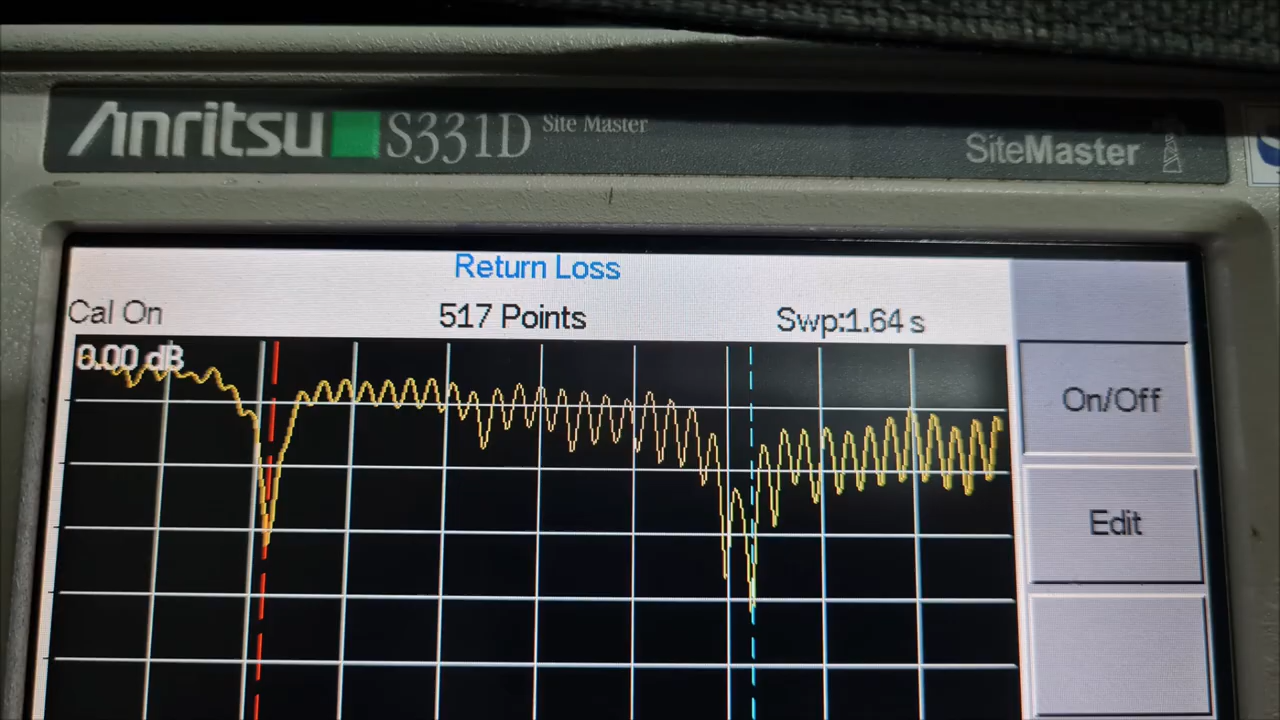 Anritsu S331D Site Master SiteMaster
Return Loss
Cal On 517 Points Swp:1.64 s
0.00 dB
On/Off
Edit